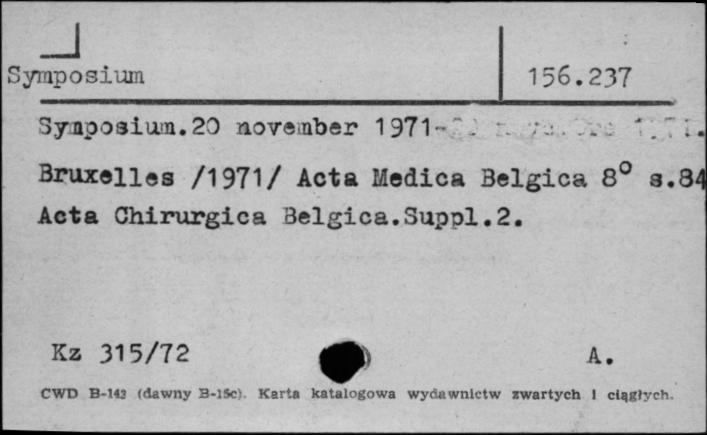 Symposium
156.237
Symposium.20 november 1971-
Bruxelles /1971/ Acta Medica Belgica 8° s.84
Acta Chirurgica Belgica.Suppl.2.
Kz 315/72
A.
CWD B-143 (dawny B-15c). Karta katalogowa wydawnictw zwartych i ciągłych.